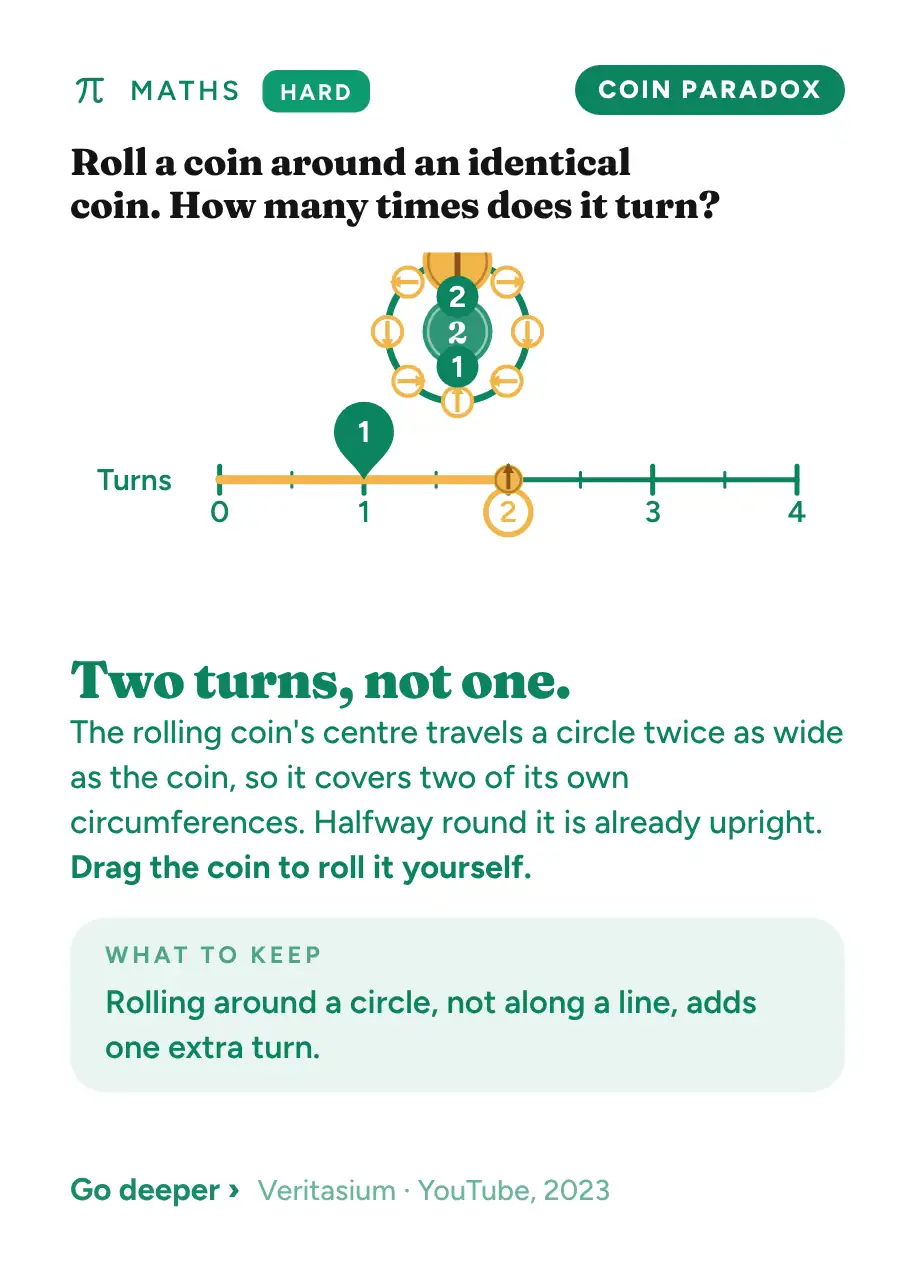 π MATHS HARD COIN PARADOX
Roll a coin around an identical
coin. How many times does it turn?
2
2
1
1
Turns
0 1 2 3 4
Two turns, not one.
The rolling coin's centre travels a circle twice as wide
as the coin, so it covers two of its own
circumferences. Halfway round it is already upright.
Drag the coin to roll it yourself.
WHAT TO KEEP
Rolling around a circle, not along a line, adds
one extra turn.
Go deeper › Veritasium · YouTube, 2023